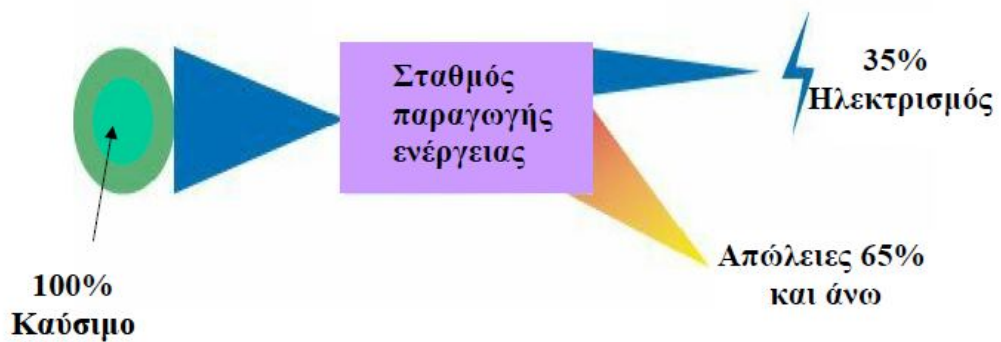 Σταθμός
παραγωγής
ενέργειας
35%
Ηλεκτρισμός
Απώλειες 65%
και άνω
100%
Καύσιμο